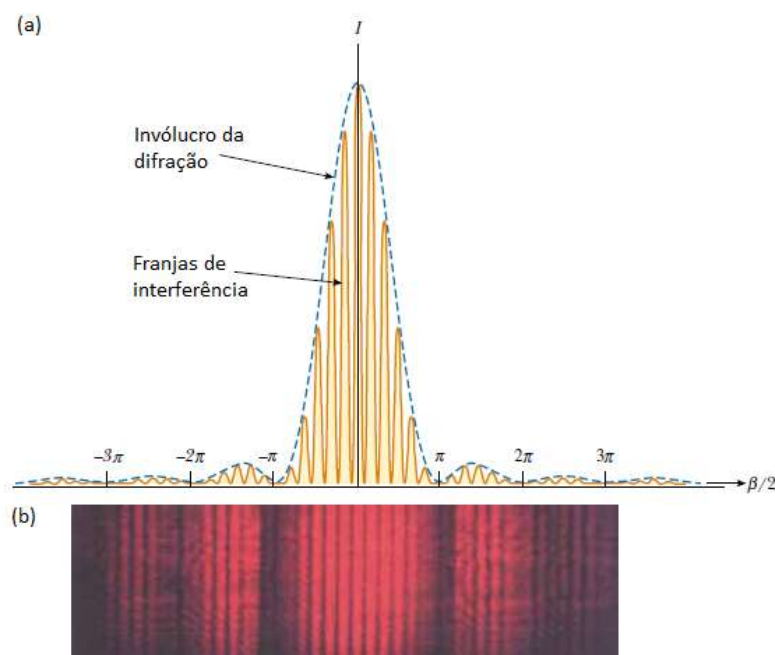 (a)
I
Invólucro da
difração
Franjas de
interferência
–3π
–2π
–π
π
2π
3π
β/2
(b)